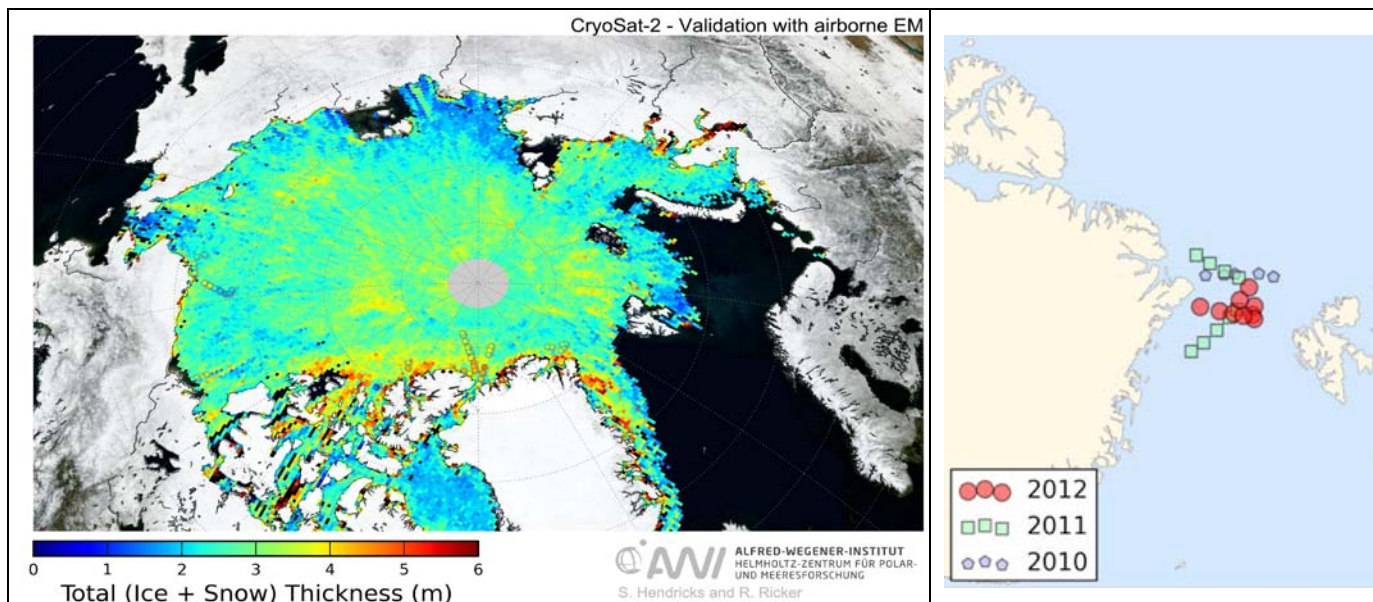 CryoSat-2 - Validation with airborne EM
0 1 2 3 4 5 6
Total (Ice + Snow) Thickness (m)
AWI
ALFRED-WEGENER-INSTITUT
HELMHOLTZ-ZENTRUM FÜR POLAR-
UND MEERESFORSCHUNG
S. Hendricks and R. Ricker
2012
2011
2010